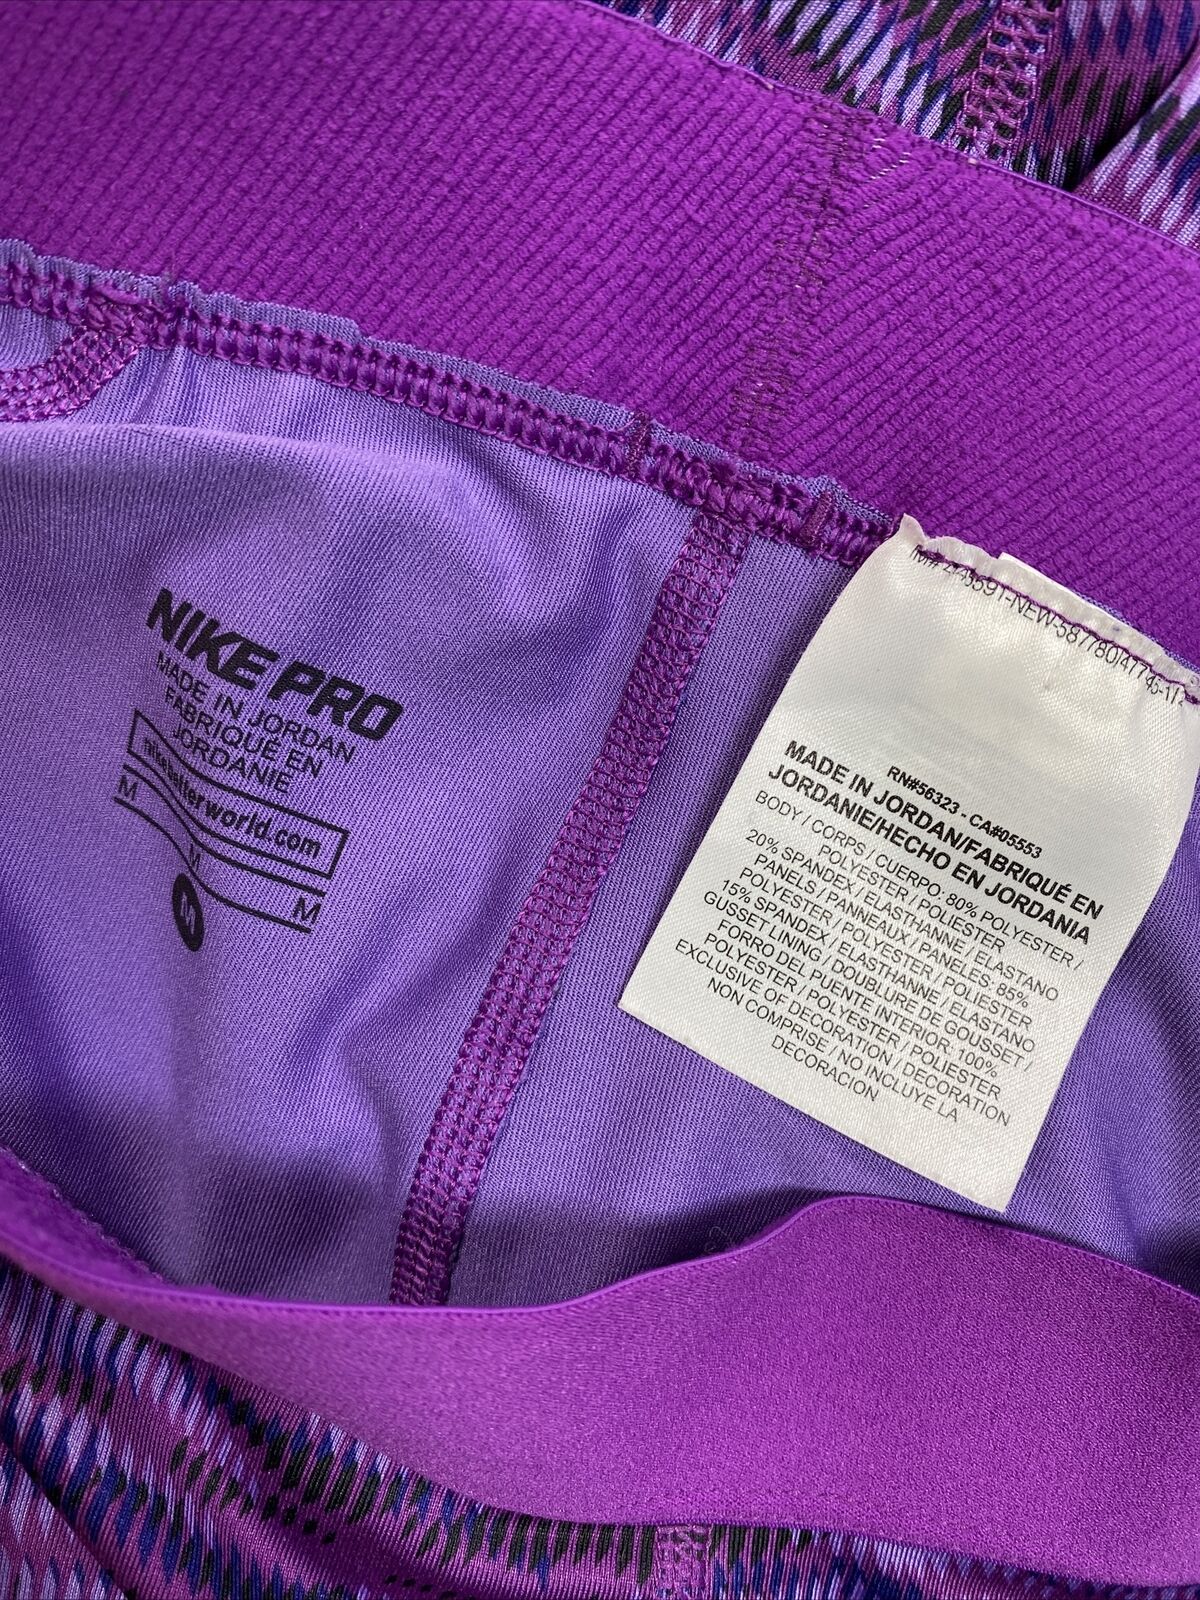 NIKE PRO
MADE IN JORDAN
FABRIQUÉ EN
JORDANIE
nikebetterworld.com
M M M
M
RN#56323 - CA#05553
MADE IN JORDAN/FABRIQUÉ EN
JORDANIE/HECHO EN JORDANIA
BODY / CORPS / CUERPO: 80% POLYESTER /
POLYESTER / POLIESTER
20% SPANDEX / ELASTHANNE / ELASTANO
PANELS / PANNEAUX / PANELES: 85%
POLYESTER / POLYESTER / POLIESTER
15% SPANDEX / ELASTHANNE / ELASTANO
GUSSET LINING / DOUBLURE DE GOUSSET /
FORRO DEL PUENTE INTERIOR: 100%
POLYESTER / POLYESTER / POLIESTER
EXCLUSIVE OF DECORATION / DECORATION
NON COMPRISE / NO INCLUYE LA
DECORACION